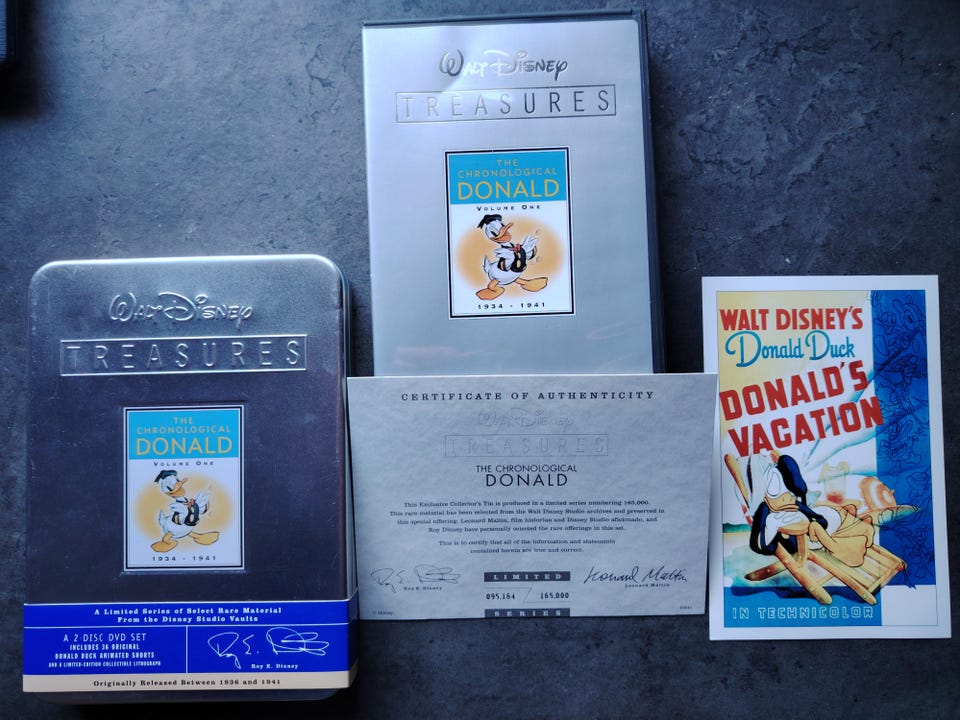 WALT DISNEY
TREASURES
THE
CHRONOLOGICAL
DONALD
VOLUME ONE
1934 - 1941
A Limited Series of Select Rare Material
From the Disney Studio Vaults
A 2-DISC DVD SET
INCLUDES 36 ORIGINAL
DONALD DUCK ANIMATED SHORTS
AND A LIMITED-EDITION COLLECTIBLE LITHOGRAPH
Roy E. Disney
Roy E. Disney
Originally Released Between 1936 and 1941
WALT DISNEY
TREASURES
THE
CHRONOLOGICAL
DONALD
VOLUME ONE
1934 - 1941
CERTIFICATE OF AUTHENTICITY
WALT DISNEY
TREASURES
THE CHRONOLOGICAL
DONALD
This Exclusive Collector's Tin is produced in a limited series numbering 165,000.
This rare material has been selected from the Walt Disney Studio archives and preserved in
this special offering. Leonard Maltin, film historian and Disney Studio aficionado, and
Roy Disney have personally selected the rare offerings in this set.
This is to certify that all of the information and statements
contained herein are true and correct.
Roy E. Disney
Roy E. Disney
LIMITED
095,164 / 165,000
SERIES
Leonard Maltin
Leonard Maltin
© Disney
WALT DISNEY'S
Donald Duck
DONALD'S
VACATION
IN TECHNICOLOR